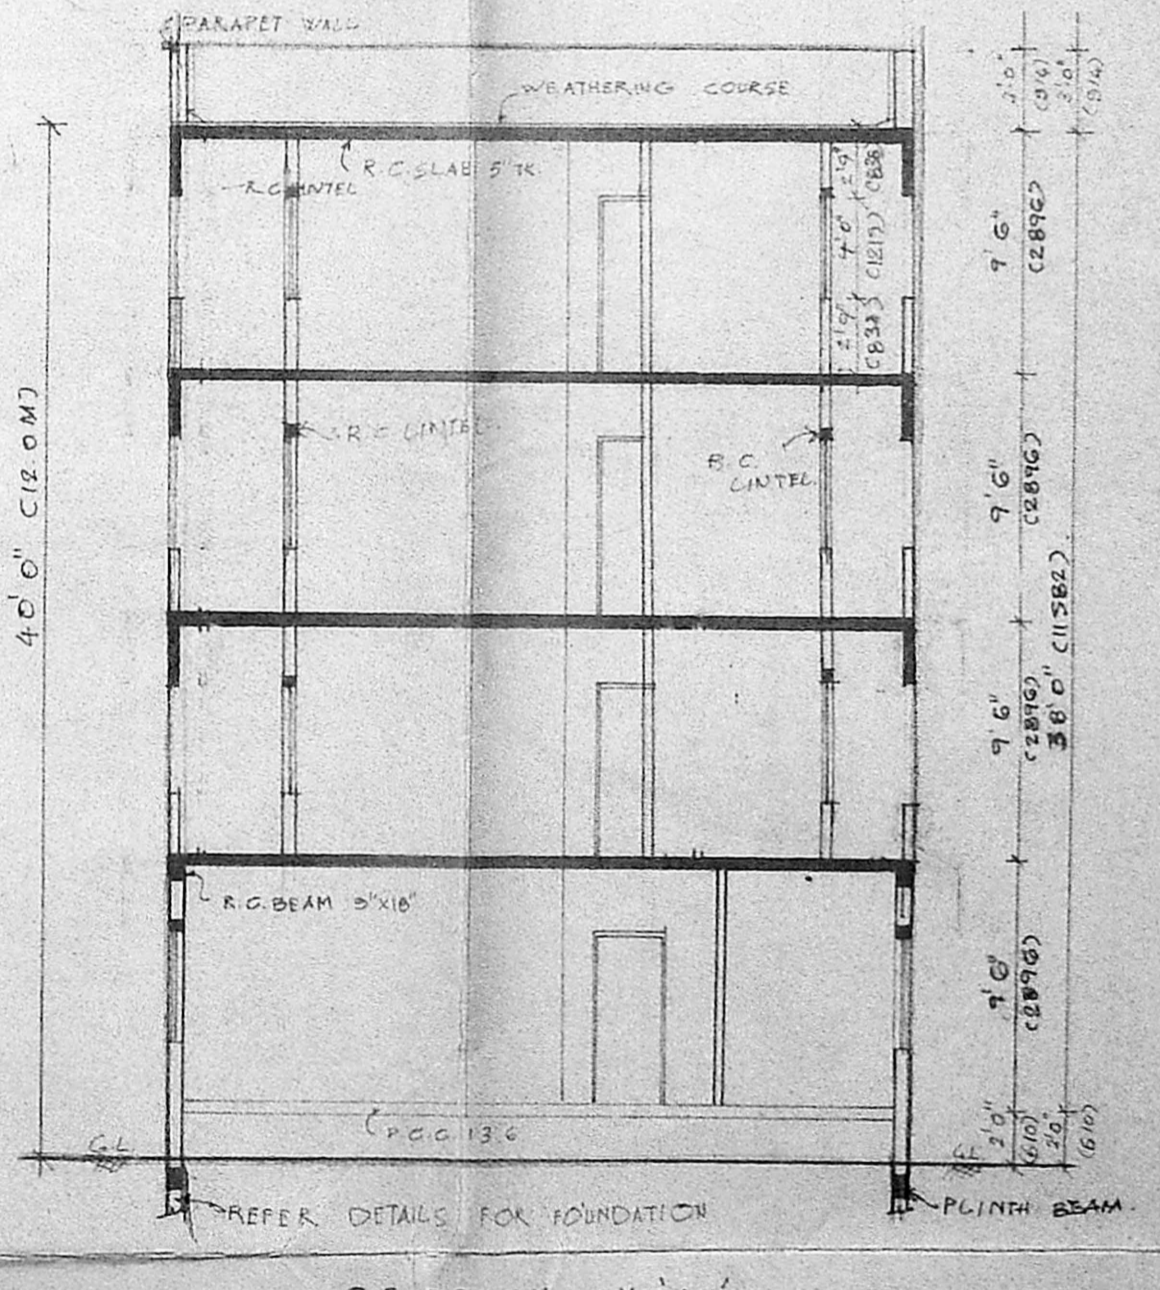 PARAPET WALL
WEATHERING COURSE
R.C. SLAB 5" TK.
R.C. LINTEL
2'9"
(838)
4'0"
(1217)
2'9"
(838)
3'0"
(914)
3'0"
(914)
9'6"
(2896)
R.C. LINTEL
R.C.
LINTEL
9'6"
(2896)
40'0" (12.0M)
38'0" (11582)
9'6"
(2896)
R.C. BEAM 9"X18"
9'6"
(2896)
P.C.C. 1:3:6
2'0"
(610)
2'0"
(610)
G.L
G.L
REFER DETAILS FOR FOUNDATION
PLINTH BEAM.